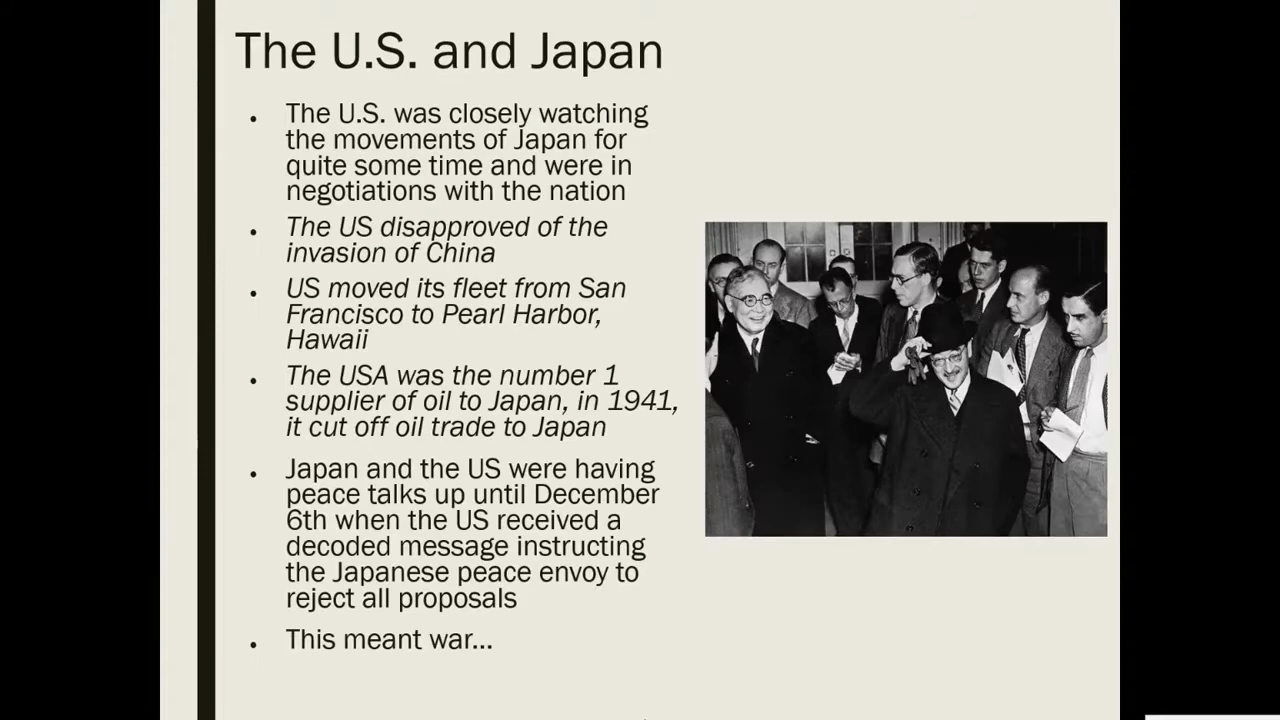 The U.S. and Japan
• The U.S. was closely watching
the movements of Japan for
quite some time and were in
negotiations with the nation
• The US disapproved of the
invasion of China
• US moved its fleet from San
Francisco to Pearl Harbor,
Hawaii
• The USA was the number 1
supplier of oil to Japan, in 1941,
it cut off oil trade to Japan
• Japan and the US were having
peace talks up until December
6th when the US received a
decoded message instructing
the Japanese peace envoy to
reject all proposals
• This meant war...